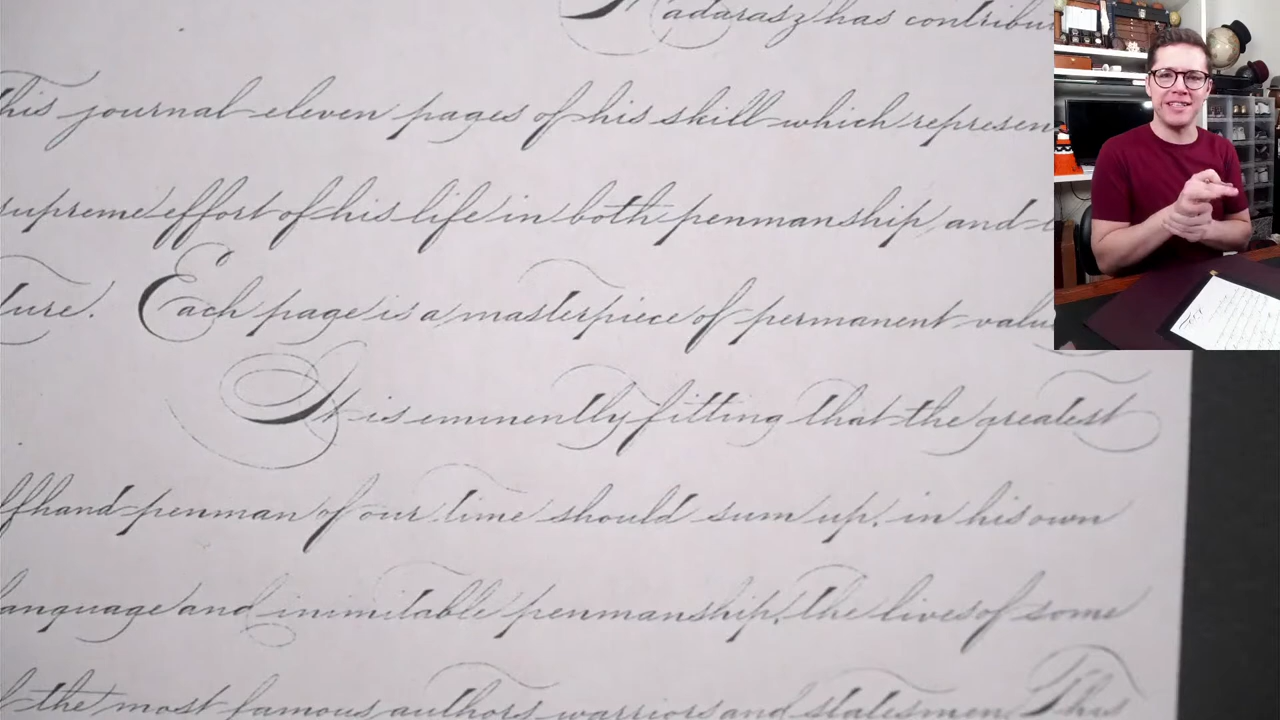 Madarasz has contribu
this journal eleven pages of his skill which represen
supreme effort of his life in both penmanship, and
ture. Each page is a masterpiece of permanent valu
It is eminently fitting that the greatest
ffhand penman of our time should sum up, in his own
language and inimitable penmanship, the lives of some
f the most famous authors, warriors and statesmen. This